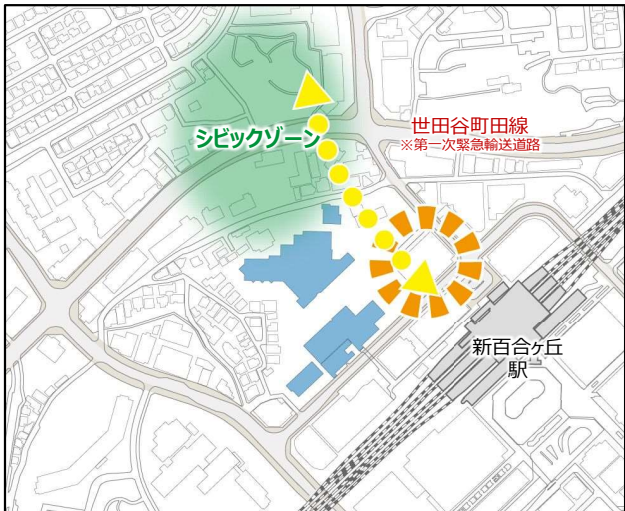 世田谷町田線
※第一次緊急輸送道路
シビックゾーン
新百合ヶ丘
駅